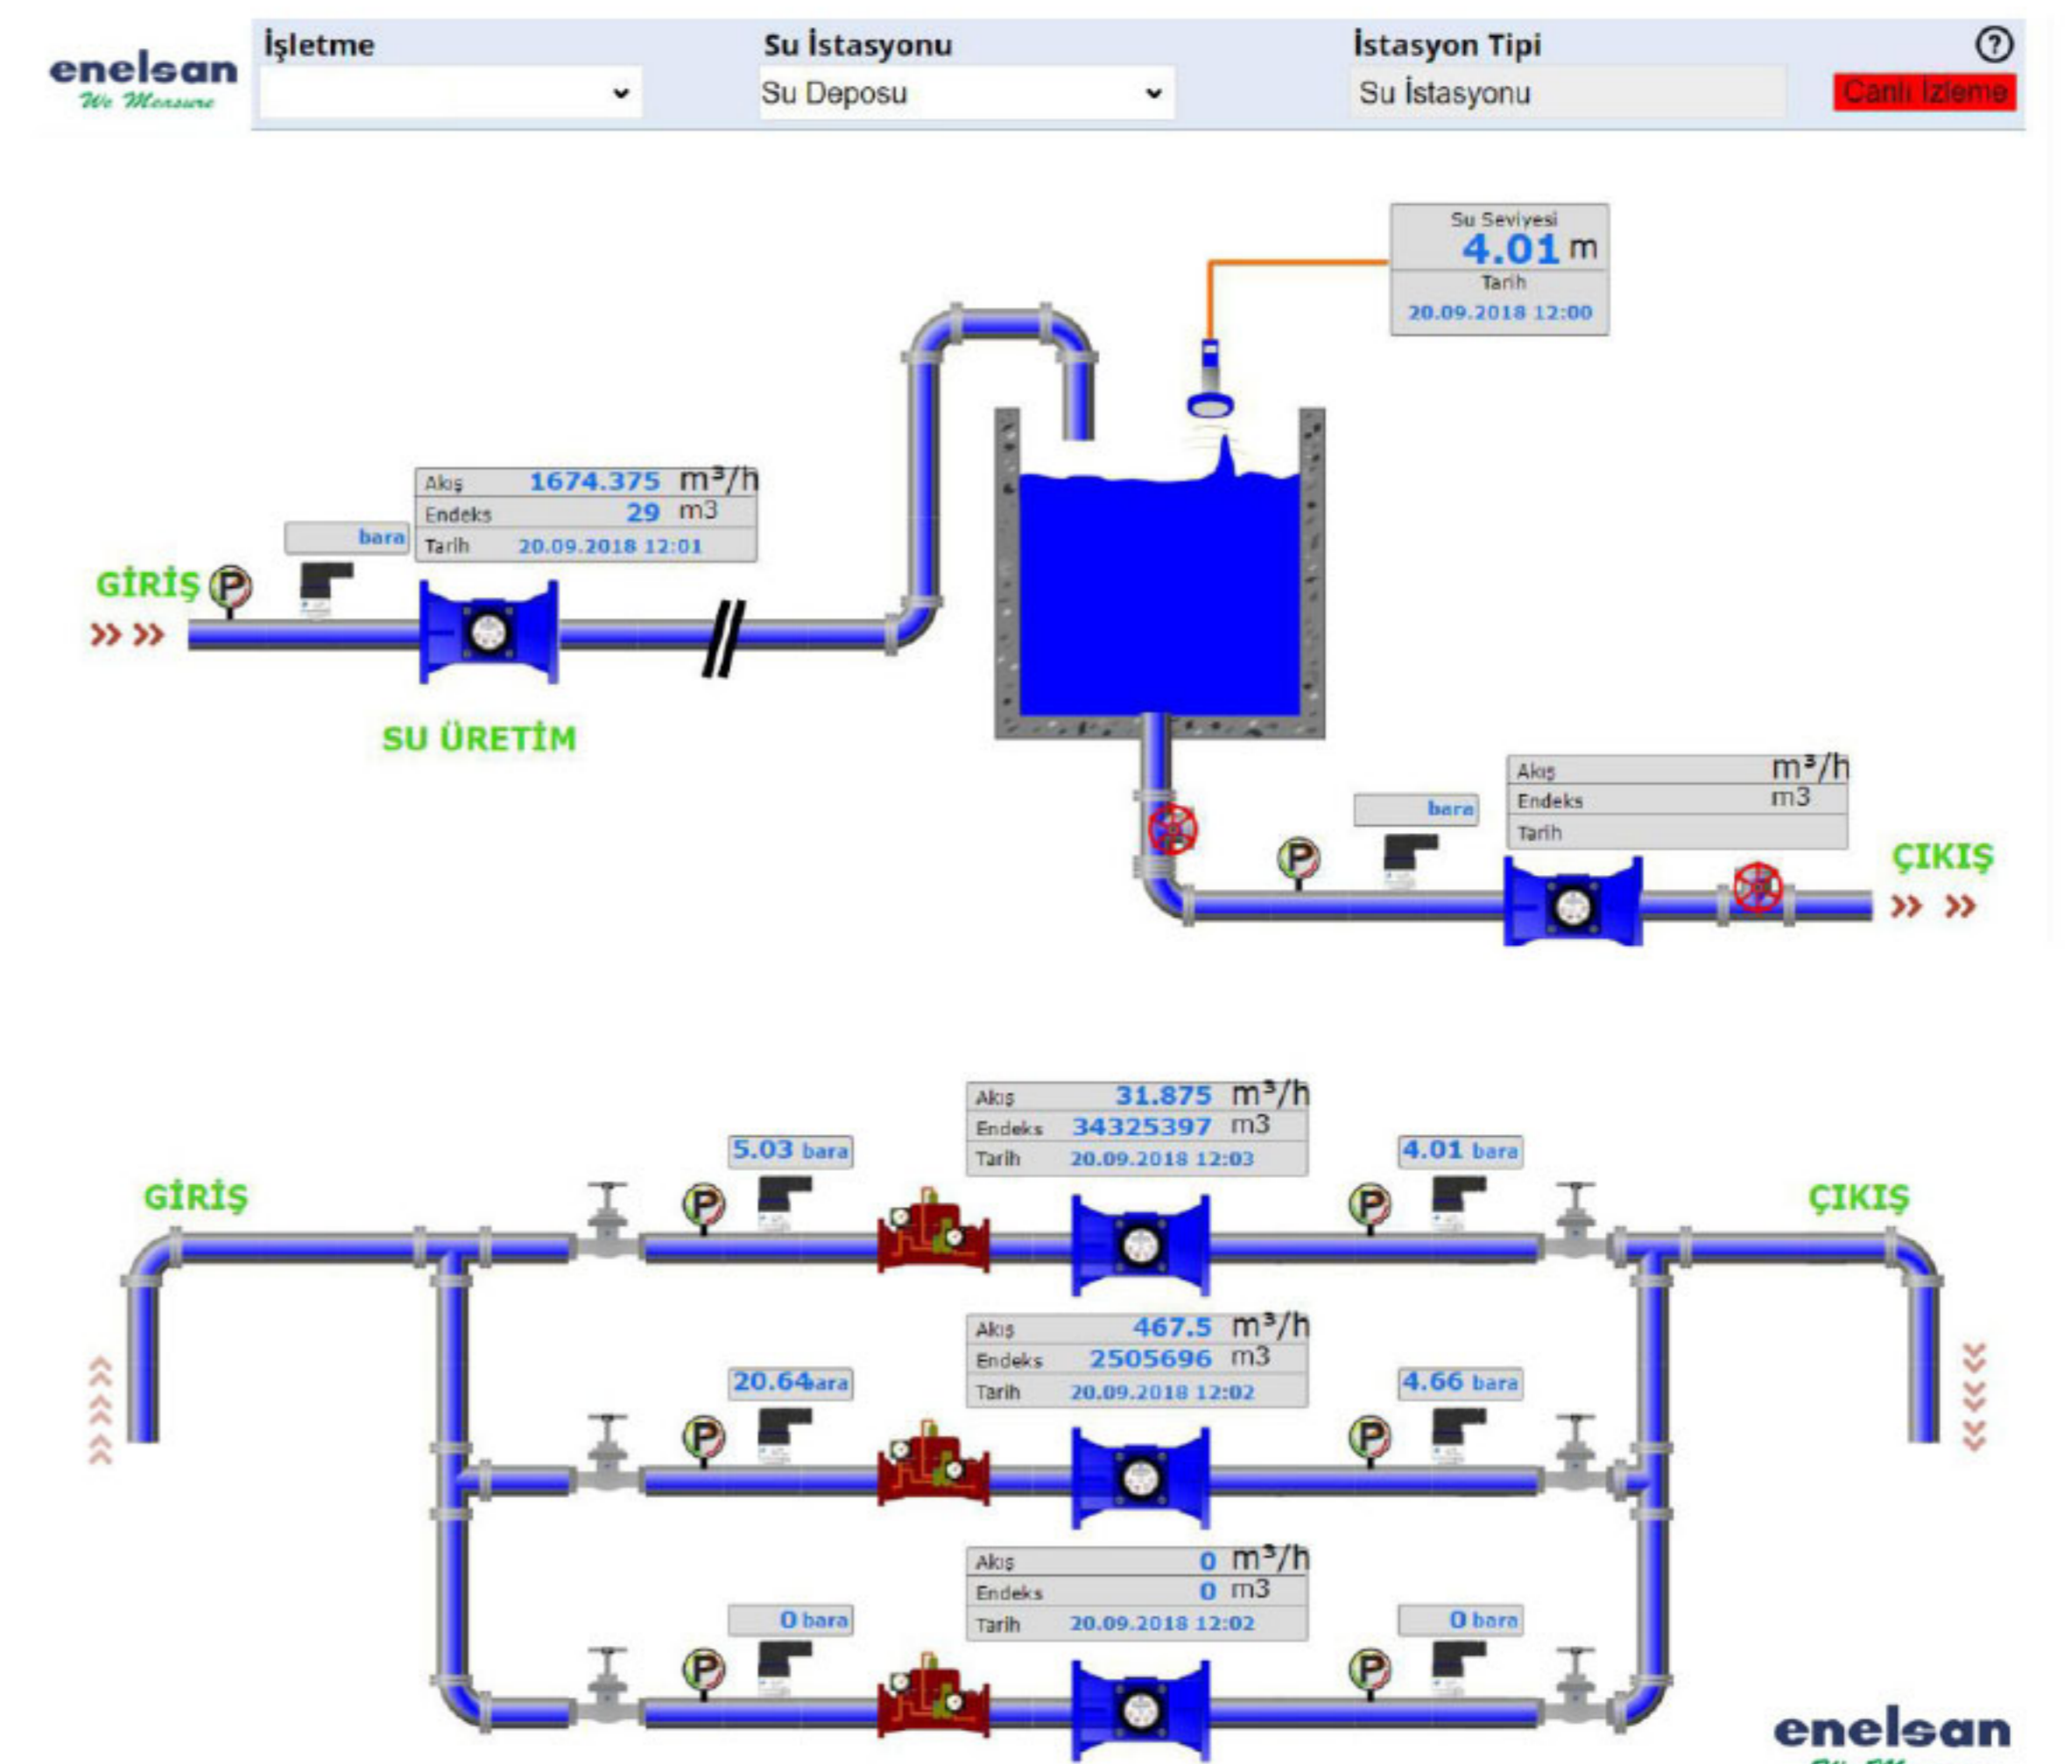 enelsan
We Measure
İşletme
Su İstasyonu
Su Deposu
İstasyon Tipi
Su İstasyonu
?
Canlı İzleme
Su Seviyesi
4.01 m
Tarih
20.09.2018 12:00
Akış 1674.375 m³/h
Endeks 29 m3
Tarih 20.09.2018 12:01
bara
GİRİŞ
P
SU ÜRETİM
Akış m³/h
Endeks m3
Tarih
bara
P
ÇIKIŞ
Akış 31.875 m³/h
Endeks 34325397 m3
Tarih 20.09.2018 12:03
5.03 bara
4.01 bara
GİRİŞ
P
P
ÇIKIŞ
Akış 467.5 m³/h
Endeks 2505696 m3
Tarih 20.09.2018 12:02
20.64 bara
4.66 bara
P
P
Akış 0 m³/h
Endeks 0 m3
Tarih 20.09.2018 12:02
0 bara
0 bara
P
P
enelsan